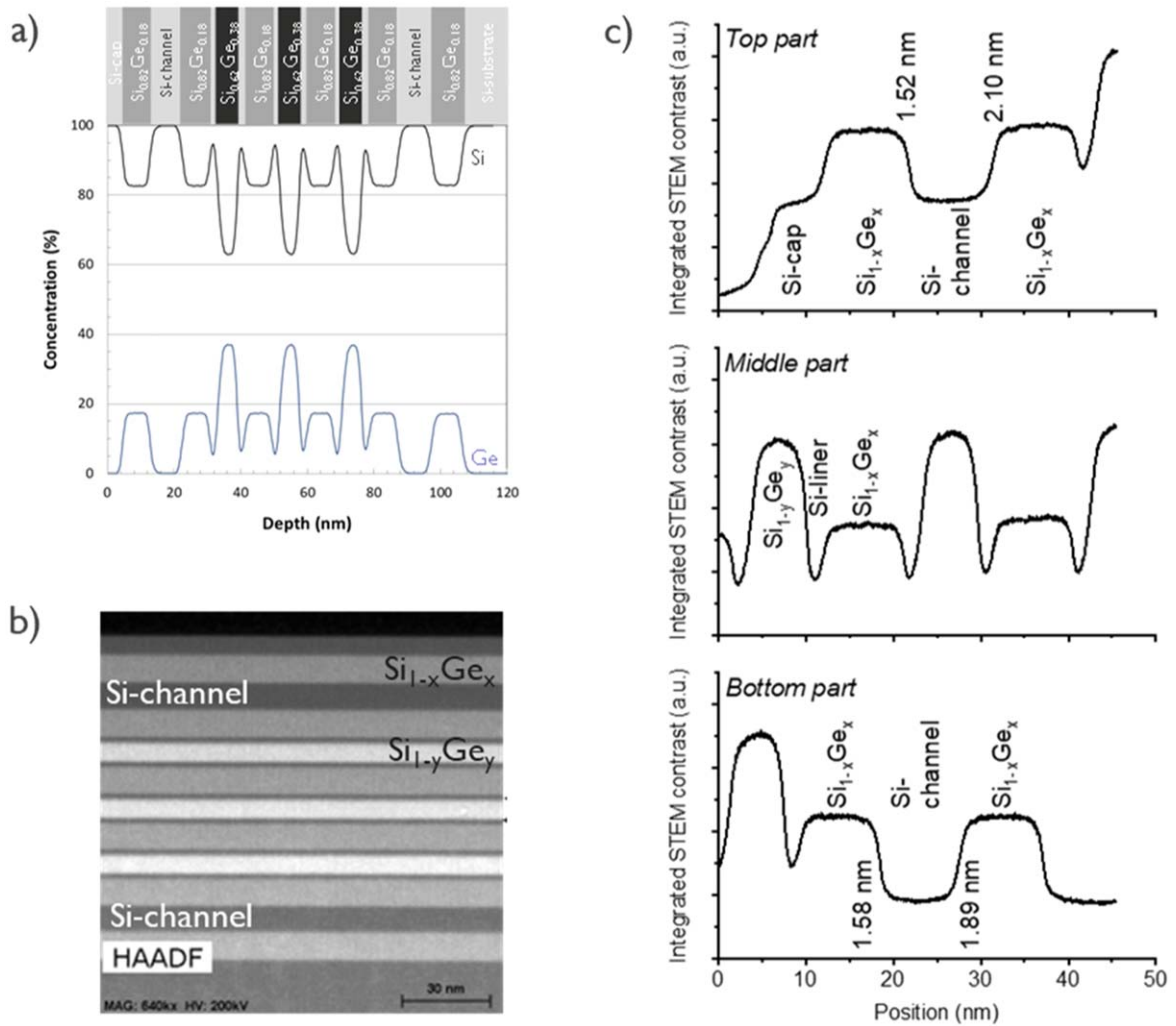 a)
Si-cap
Si0.82Ge0.18
Si-channel
Si0.82Ge0.18
Si0.62Ge0.38
Si0.82Ge0.18
Si0.62Ge0.38
Si0.82Ge0.18
Si0.62Ge0.38
Si0.82Ge0.18
Si-channel
Si0.82Ge0.18
Si-substrate
Concentration (%)
100
80
60
40
20
0
Si
Ge
0 20 40 60 80 100 120
Depth (nm)
b)
Si1-xGex
Si-channel
Si1-yGey
Si-channel
HAADF
30 nm
MAG: 640kx HV: 200kV
c)
Integrated STEM contrast (a.u.)
Top part
1.52 nm
2.10 nm
Si-cap
Si1-xGex
Si-
channel
Si1-xGex
Integrated STEM contrast (a.u.)
Middle part
Si1-yGey
Si-liner
Si1-xGex
Integrated STEM contrast (a.u.)
Bottom part
Si1-xGex
Si-
channel
Si1-xGex
1.58 nm
1.89 nm
0 10 20 30 40 50
Position (nm)